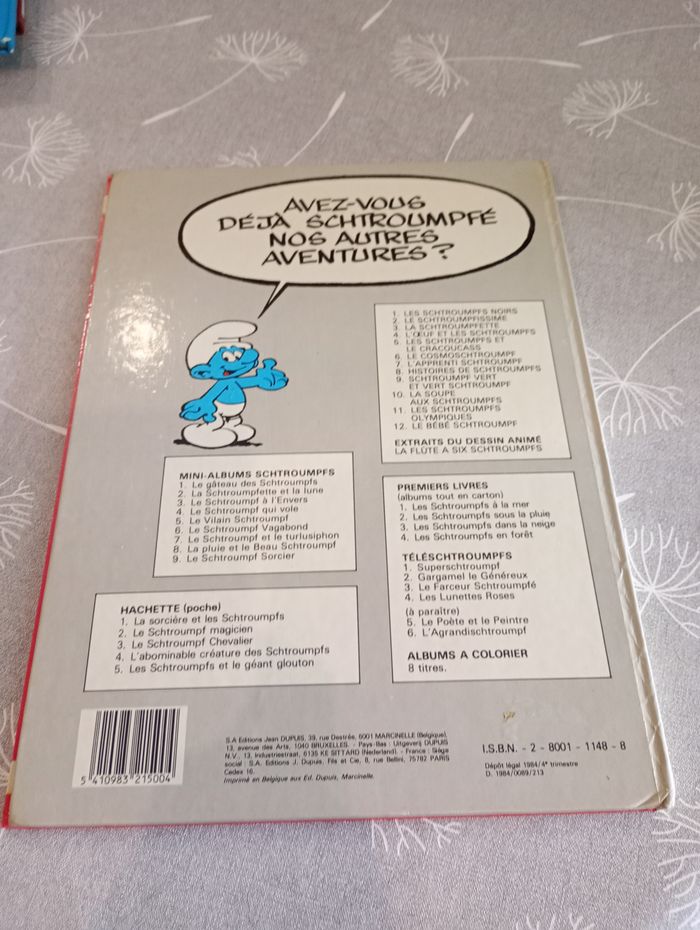 AVEZ-VOUS
DÉJÀ SCHTROUMPFÉ
NOS AUTRES
AVENTURES ?
1. LES SCHTROUMPFS NOIRS
2. LE SCHTROUMPFISSIME
3. LA SCHTROUMPFETTE
4. L'ŒUF ET LES SCHTROUMPFS
5. LES SCHTROUMPFS ET
LE CRACOUCASS
6. LE COSMOSCHTROUMPF
7. L'APPRENTI SCHTROUMPF
8. HISTOIRES DE SCHTROUMPFS
9. SCHTROUMPF VERT
ET VERT SCHTROUMPF
10. LA SOUPE
AUX SCHTROUMPFS
11. LES SCHTROUMPFS
OLYMPIQUES
12. LE BÉBÉ SCHTROUMPF
EXTRAITS DU DESSIN ANIMÉ
LA FLÛTE A SIX SCHTROUMPFS
MINI-ALBUMS SCHTROUMPFS
1. Le gâteau des Schtroumpfs
2. La Schtroumpfette et la lune
3. Le Schtroumpf à l'Envers
4. Le Schtroumpf qui vole
5. Le Vilain Schtroumpf
6. Le Schtroumpf Vagabond
7. Le Schtroumpf et le turlusiphon
8. La pluie et le Beau Schtroumpf
9. Le Schtroumpf Sorcier
PREMIERS LIVRES
(albums tout en carton)
1. Les Schtroumpfs à la mer
2. Les Schtroumpfs sous la pluie
3. Les Schtroumpfs dans la neige
4. Les Schtroumpfs en forêt
TÉLÉSCHTROUMPFS
1. Superschtroumpf
2. Gargamel le Généreux
3. Le Farceur Schtroumpfé
4. Les Lunettes Roses
(à paraître)
5. Le Poète et le Peintre
6. L'Agrandischtroumpf
ALBUMS A COLORIER
8 titres.
HACHETTE (poche)
1. La sorcière et les Schtroumpfs
2. Le Schtroumpf magicien
3. Le Schtroumpf Chevalier
4. L'abominable créature des Schtroumpfs
5. Les Schtroumpfs et le géant glouton
5 410983 215004
S.A Editions Jean DUPUIS, 39, rue Destrée, 6001 MARCINELLE (Belgique),
13, avenue des Arts, 1040 BRUXELLES. - Pays-Bas : Uitgeverij DUPUIS
N.V., 13, Industriestraat, 6135 KE SITTARD (Nederland). - France : Siège
social : S.A. Editions J. Dupuis, Fils et Cie, 8, rue Bellini, 75782 PARIS
Cedex 16.
Imprimé en Belgique aux Ed. Dupuis, Marcinelle.
I.S.B.N. - 2 - 8001 - 1148 - 8
Dépôt légal 1984/4e trimestre
D. 1984/0089/213